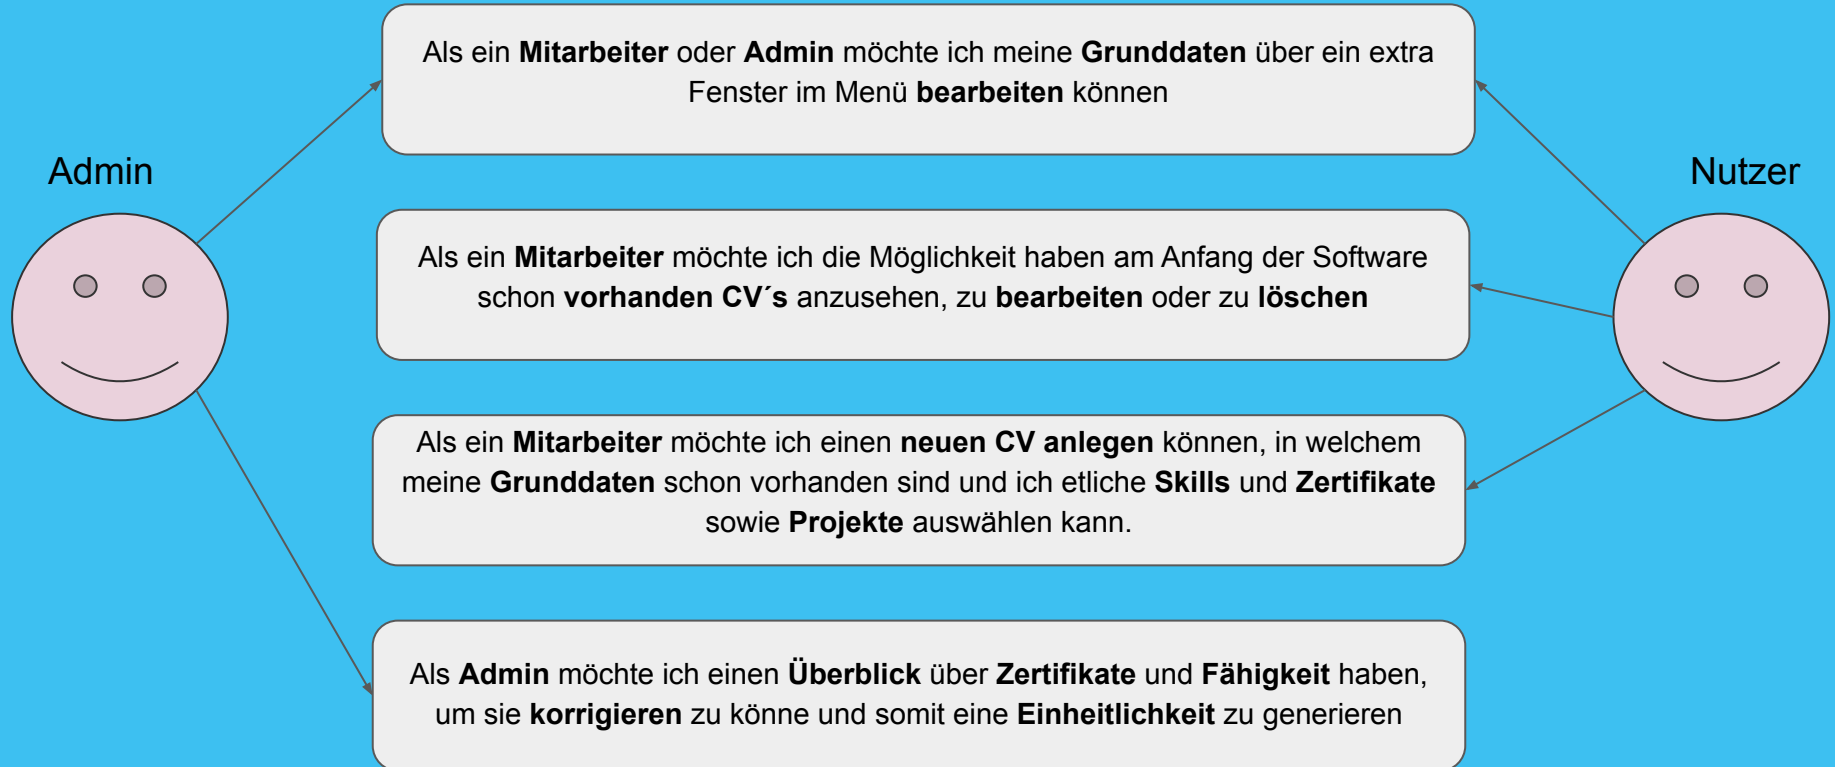 Als ein Mitarbeiter oder Admin möchte ich meine Grunddaten über ein extra
Fenster im Menü bearbeiten können
Admin
Nutzer
Als ein Mitarbeiter möchte ich die Möglichkeit haben am Anfang der Software
schon vorhanden CV´s anzusehen, zu bearbeiten oder zu löschen
Als ein Mitarbeiter möchte ich einen neuen CV anlegen können, in welchem
meine Grunddaten schon vorhanden sind und ich etliche Skills und Zertifikate
sowie Projekte auswählen kann.
Als Admin möchte ich einen Überblick über Zertifikate und Fähigkeit haben,
um sie korrigieren zu könne und somit eine Einheitlichkeit zu generieren